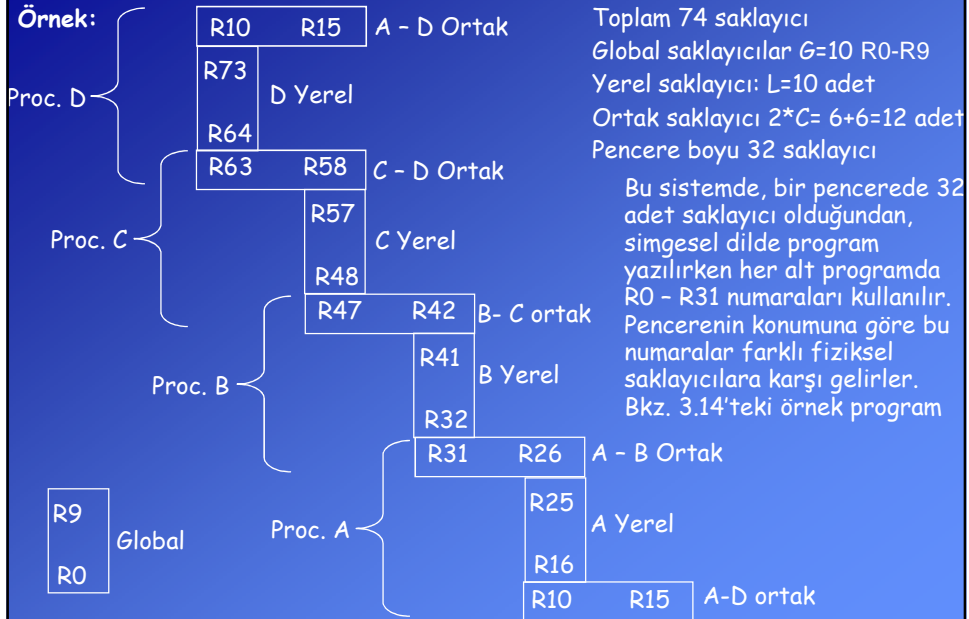 Örnek:
R10 R15 A – D Ortak
R73
Proc. D
D Yerel
R64
R63 R58 C – D Ortak
R57
Proc. C
C Yerel
R48
R47 R42 B- C ortak
R41
Proc. B
B Yerel
R32
R31 R26 A – B Ortak
R25
Proc. A
A Yerel
R16
R10 R15 A-D ortak
R9
Global
R0
Toplam 74 saklayıcı
Global saklayıcılar G=10 R0-R9
Yerel saklayıcı: L=10 adet
Ortak saklayıcı 2*C= 6+6=12 adet
Pencere boyu 32 saklayıcı
Bu sistemde, bir pencerede 32
adet saklayıcı olduğundan,
simgesel dilde program
yazılırken her alt programda
R0 – R31 numaraları kullanılır.
Pencerenin konumuna göre bu
numaralar farklı fiziksel
saklayıcılara karşı gelirler.
Bkz. 3.14'teki örnek program